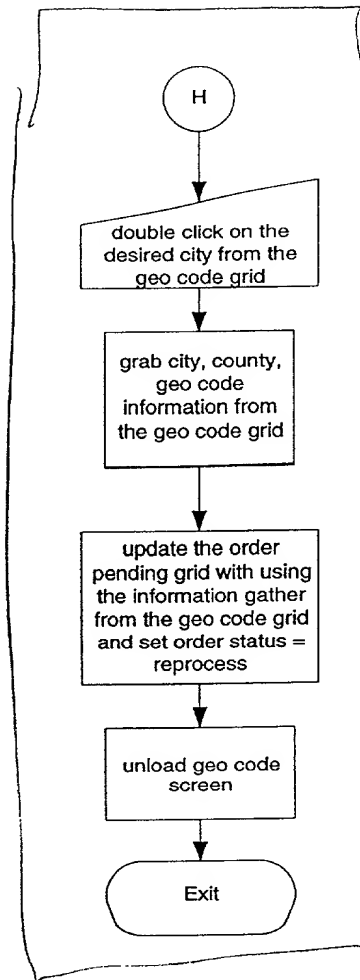 H
double click on the
desired city from the
geo code grid
grab city, county,
geo code
information from
the geo code grid
update the order
pending grid with using
the information gather
from the geo code grid
and set order status =
reprocess
unload geo code
screen
Exit